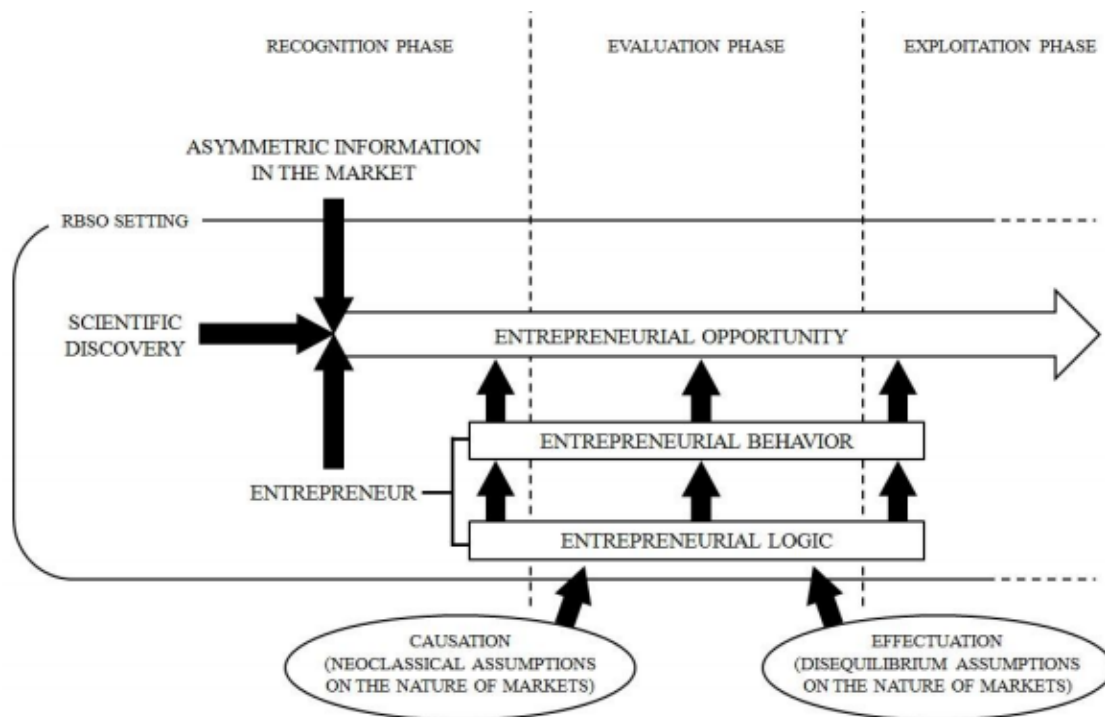 RECOGNITION PHASE
EVALUATION PHASE
EXPLOITATION PHASE
ASYMMETRIC INFORMATION
IN THE MARKET
RBSO SETTING
SCIENTIFIC
DISCOVERY
ENTREPRENEURIAL OPPORTUNITY
ENTREPRENEURIAL BEHAVIOR
ENTREPRENEUR
ENTREPRENEURIAL LOGIC
CAUSATION
(NEOCLASSICAL ASSUMPTIONS
ON THE NATURE OF MARKETS)
EFFECTUATION
(DISEQUILIBRIUM ASSUMPTIONS
ON THE NATURE OF MARKETS)